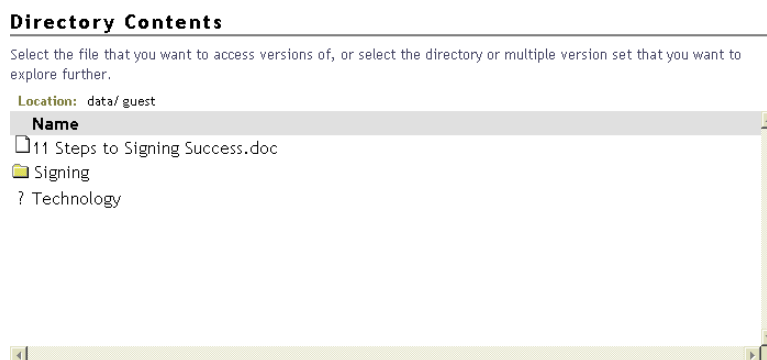 Directory Contents
Select the file that you want to access versions of, or select the directory or multiple version set that you want to
explore further.
Location: data/ guest
Name
11 Steps to Signing Success.doc
Signing
? Technology